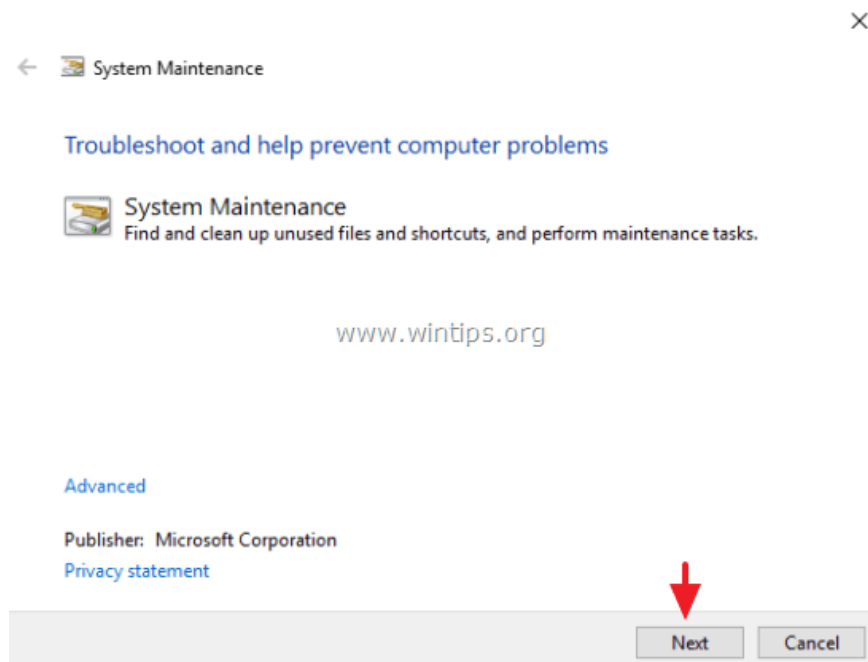 System Maintenance
Troubleshoot and help prevent computer problems
System Maintenance
Find and clean up unused files and shortcuts, and perform maintenance tasks.
www.wintips.org
Advanced
Publisher: Microsoft Corporation
Privacy statement
Next Cancel